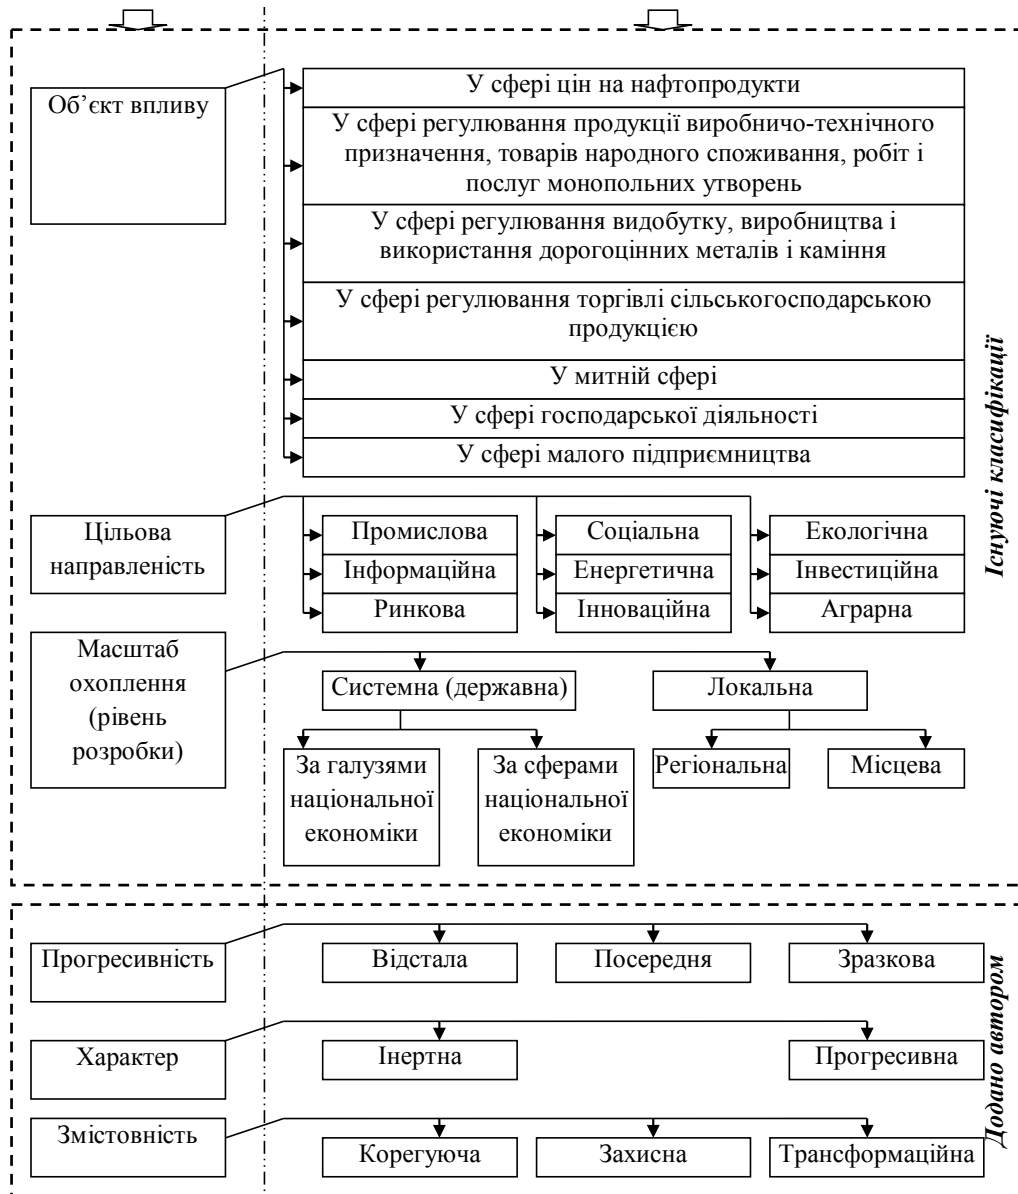 Об’єкт впливу
У сфері цін на нафтопродукти
У сфері регулювання продукції виробничо-технічного
призначення, товарів народного споживання, робіт і
послуг монопольних утворень
У сфері регулювання видобутку, виробництва і
використання дорогоцінних металів і каміння
У сфері регулювання торгівлі сільськогосподарською
продукцією
У митній сфері
У сфері господарської діяльності
У сфері малого підприємництва
Існуючі класифікації
Цільова
направленість
Промислова
Соціальна
Екологічна
Інформаційна
Енергетична
Інвестиційна
Ринкова
Інноваційна
Аграрна
Масштаб
охоплення
(рівень
розробки)
Системна (державна)
Локальна
За галузями
національної
економіки
За сферами
національної
економіки
Регіональна
Місцева
Прогресивність
Відстала
Посередня
Зразкова
Додано автором
Характер
Інертна
Прогресивна
Змістовність
Корегуюча
Захисна
Трансформаційна